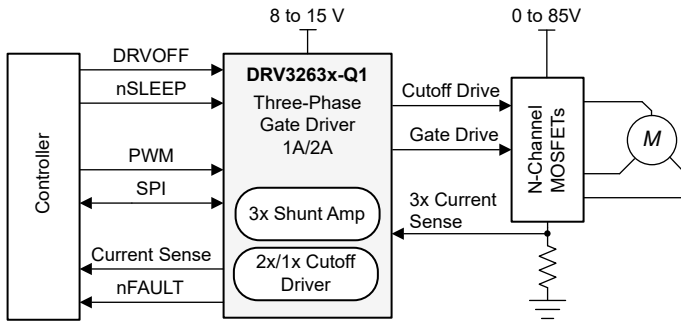 8 to 15 V
0 to 85V
Controller
DRVOFF
nSLEEP
PWM
SPI
Current Sense
nFAULT
DRV3263x-Q1
Three-Phase
Gate Driver
1A/2A
3x Shunt Amp
2x/1x Cutoff
Driver
Cutoff Drive
Gate Drive
3x Current
Sense
N-Channel
MOSFETs
M